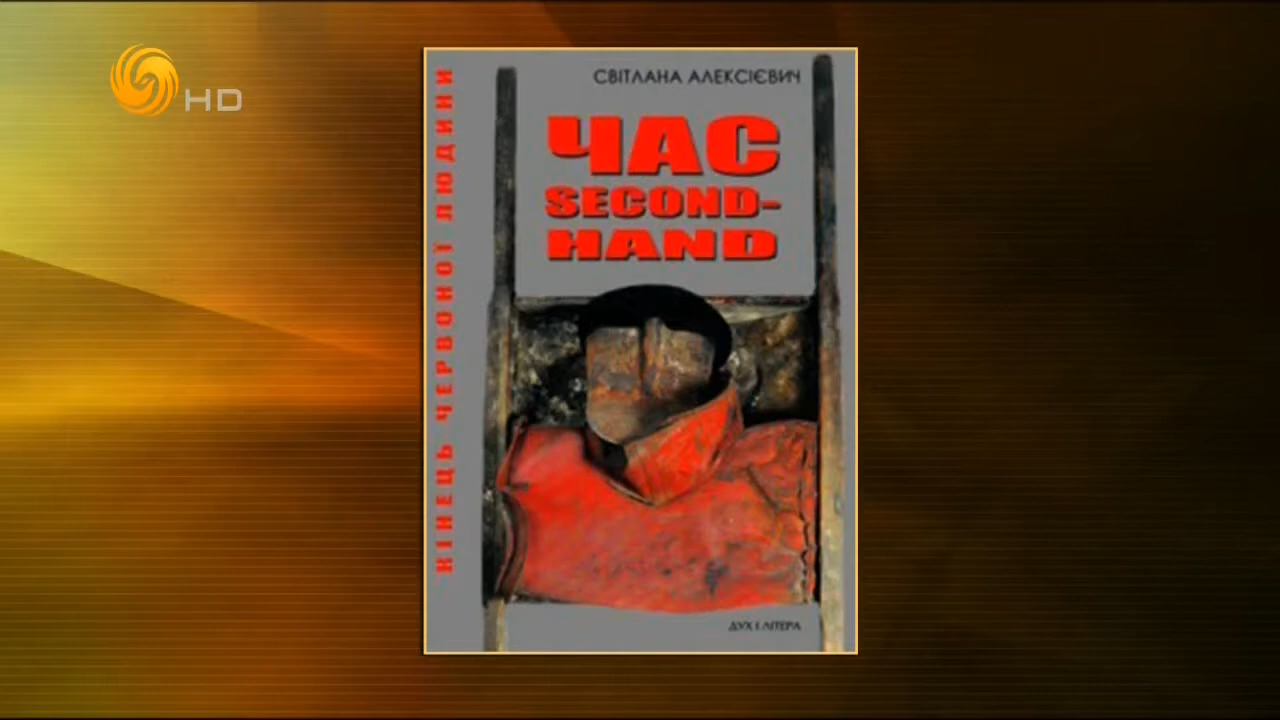 HD
СВІТЛАНА АЛЕКСІЄВИЧ
ЧАС
SECOND-
HAND
КІНЕЦЬ ЧЕРВОНОЇ ЛЮДИНИ
ДУХ І ЛІТЕРА